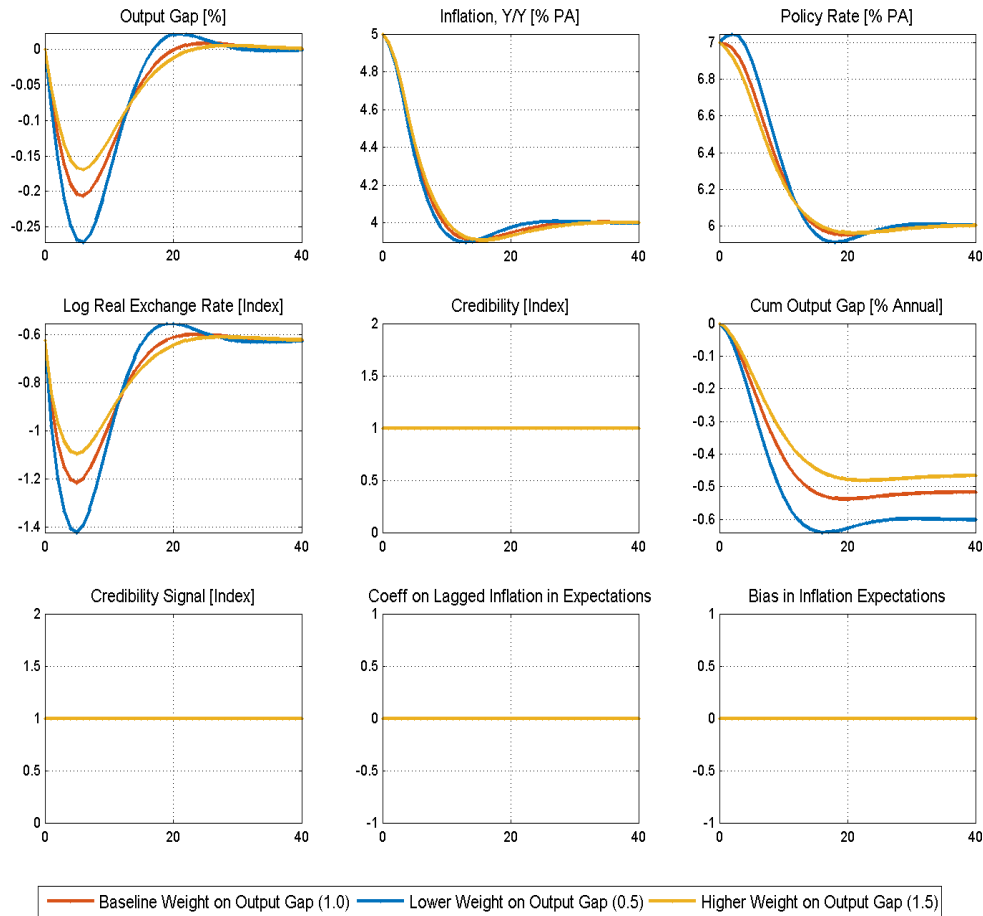 Output Gap [%]
Inflation, Y/Y [% PA]
Policy Rate [% PA]
0
-0.05
-0.1
-0.15
-0.2
-0.25
0 20 40
5
4.8
4.6
4.4
4.2
4
0 20 40
7
6.8
6.6
6.4
6.2
6
0 20 40
Log Real Exchange Rate [Index]
Credibility [Index]
Cum Output Gap [% Annual]
-0.6
-0.8
-1
-1.2
-1.4
0 20 40
2
1.5
1
0.5
0
0 20 40
0
-0.1
-0.2
-0.3
-0.4
-0.5
-0.6
0 20 40
Credibility Signal [Index]
Coeff on Lagged Inflation in Expectations
Bias in Inflation Expectations
2
1.5
1
0.5
0
0 20 40
1
0.5
0
-0.5
-1
0 20 40
1
0.5
0
-0.5
-1
0 20 40
Baseline Weight on Output Gap (1.0) Lower Weight on Output Gap (0.5) Higher Weight on Output Gap (1.5)